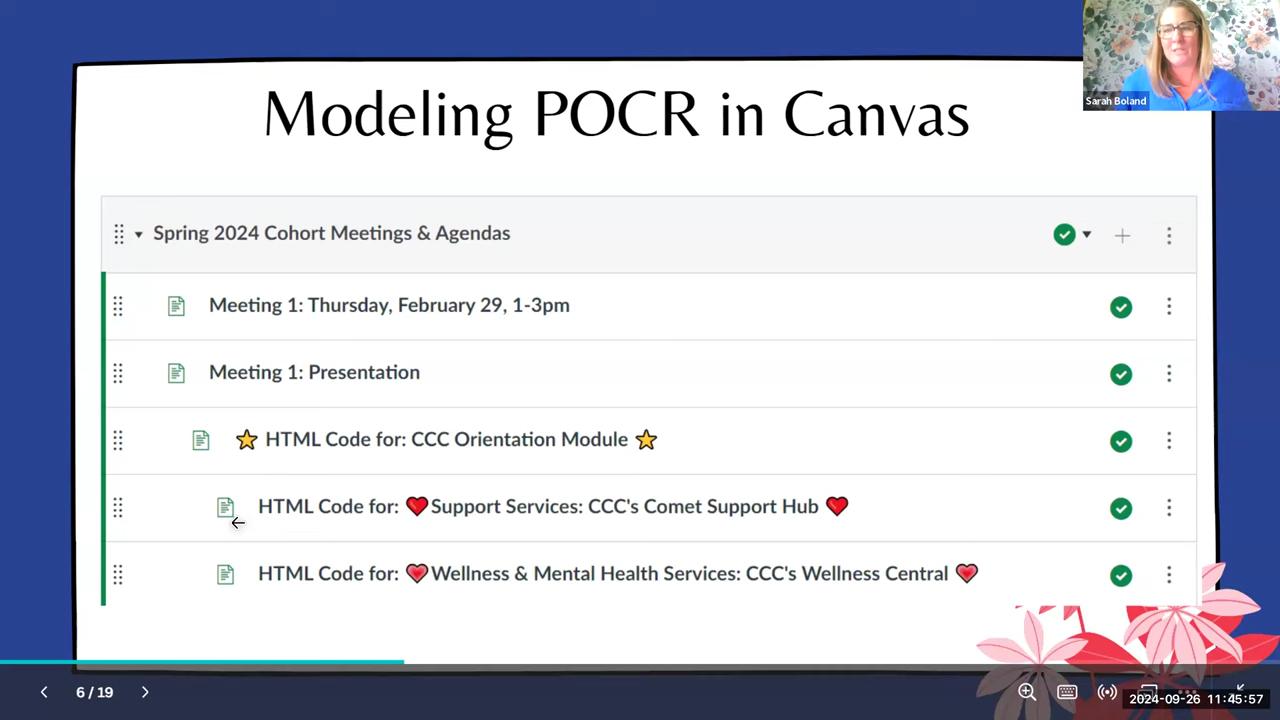 Modeling POCR in Canvas
Sarah Boland
Spring 2024 Cohort Meetings & Agendas
Meeting 1: Thursday, February 29, 1-3pm
Meeting 1: Presentation
⭐ HTML Code for: CCC Orientation Module ⭐
HTML Code for: ❤️Support Services: CCC's Comet Support Hub ❤️
HTML Code for: 💗Wellness & Mental Health Services: CCC's Wellness Central 💗
6 / 19
2024-09-26 11:45:57